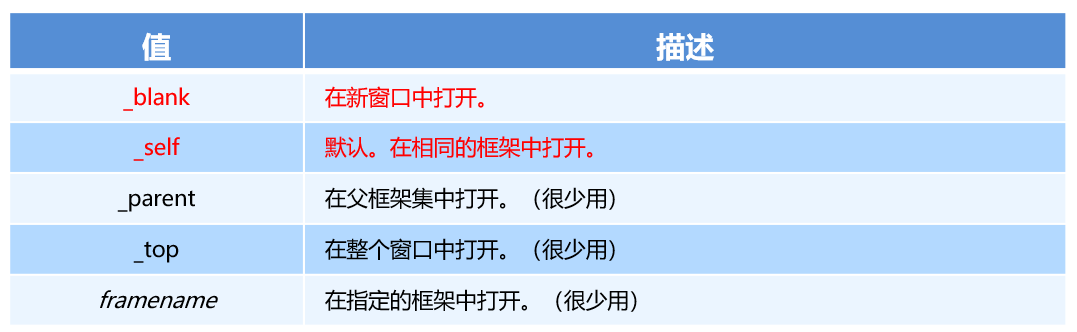 值 描述
_blank 在新窗口中打开。
_self 默认。在相同的框架中打开。
_parent 在父框架集中打开。（很少用）
_top 在整个窗口中打开。（很少用）
framename 在指定的框架中打开。（很少用）